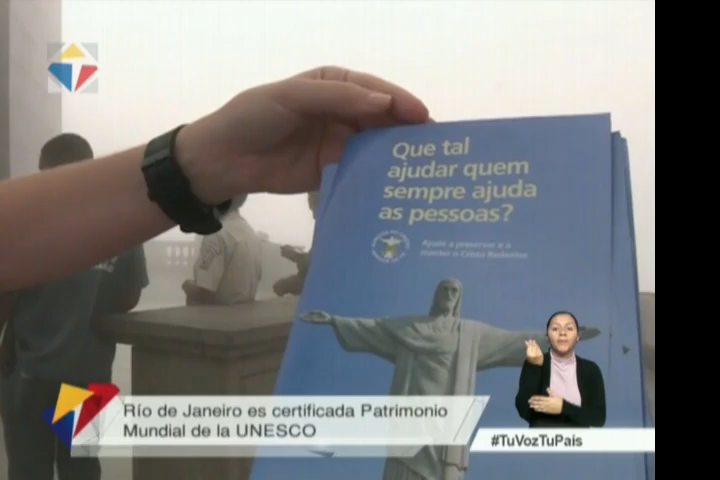 Que tal
ajudar quem
sempre ajuda
as pessoas?
Ajude a preservar e a
manter o Cristo Redentor
Río de Janeiro es certificada Patrimonio
Mundial de la UNESCO
#TuVozTuPaís